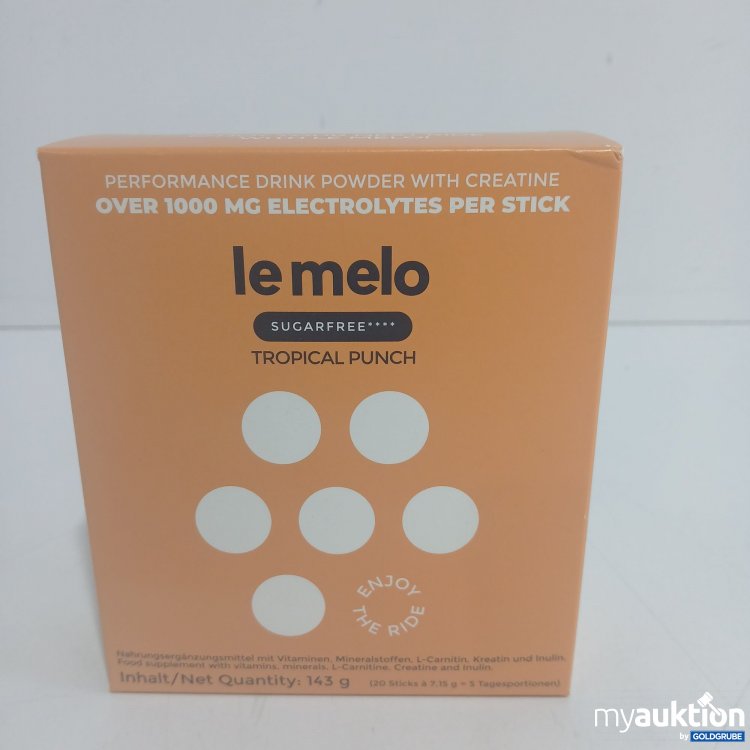 PERFORMANCE DRINK POWDER WITH CREATINE
OVER 1000 MG ELECTROLYTES PER STICK
le melo
SUGARFREE****
TROPICAL PUNCH
ENJOY
THE RIDE
Nahrungsergänzungsmittel mit Vitaminen, Mineralstoffen, L-Carnitin, Kreatin und Inulin.
Food supplement with vitamins, minerals, L-Carnitine, Creatine and Inulin.
Inhalt/Net Quantity: 143 g (20 Sticks à 7,15 g = 5 Tagesportionen)
myauktion
by GOLDGRUBE